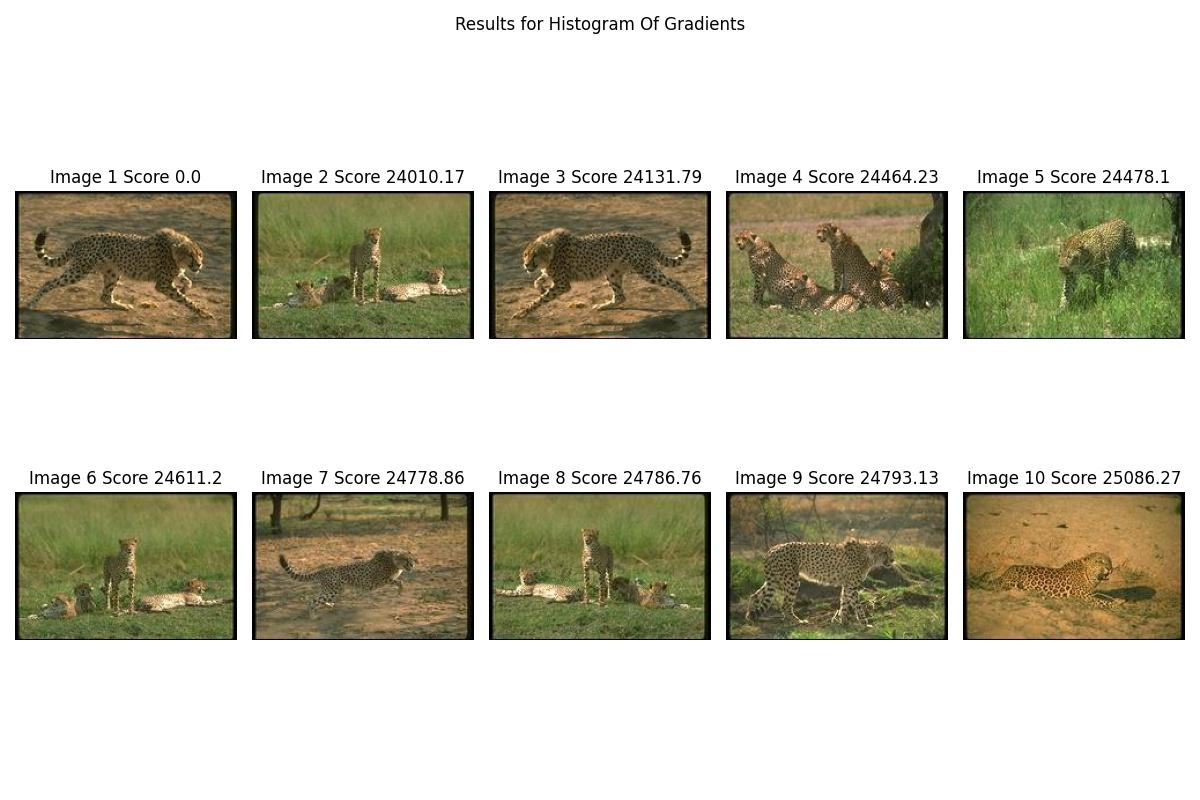 Results for Histogram Of Gradients
Image 1 Score 0.0
Image 2 Score 24010.17
Image 3 Score 24131.79
Image 4 Score 24464.23
Image 5 Score 24478.1
Image 6 Score 24611.2
Image 7 Score 24778.86
Image 8 Score 24786.76
Image 9 Score 24793.13
Image 10 Score 25086.27